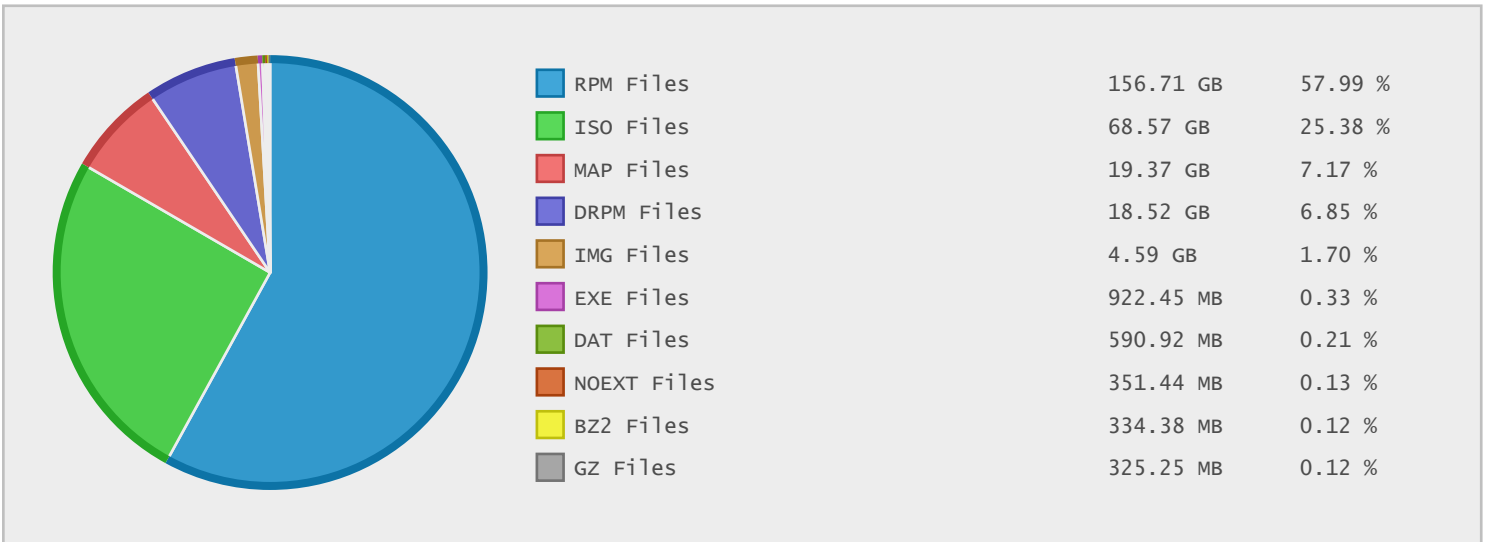 RPM Files 156.71 GB 57.99 %
ISO Files 68.57 GB 25.38 %
MAP Files 19.37 GB 7.17 %
DRPM Files 18.52 GB 6.85 %
IMG Files 4.59 GB 1.70 %
EXE Files 922.45 MB 0.33 %
DAT Files 590.92 MB 0.21 %
NOEXT Files 351.44 MB 0.13 %
BZ2 Files 334.38 MB 0.12 %
GZ Files 325.25 MB 0.12 %